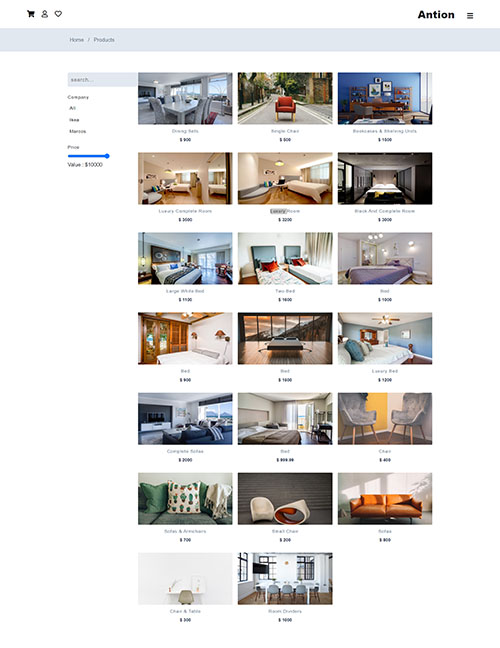 Antion
Home / Products
search...
Company
All
Ikea
Marcos
Price
Value : $10000
Dining Sets
$ 900
Single Chair
$ 500
Bookcases & Shelving Units
$ 1500
Luxury Complete Room
$ 3000
Luxury Room
$ 3200
Black And Complete Room
Large White Bed
$ 1100
Two Bed
$ 1600
Bed
Bed
$ 900
Bed
$ 1500
Luxury Bed
$ 1200
Complete Sofas
$ 2000
Bed
$ 999.99
Chair
$ 400
Sofas & Armchairs
$ 700
Small Chair
$ 200
Sofas
$ 800
Chair & Table
$ 300
Room Dividers
$ 1000